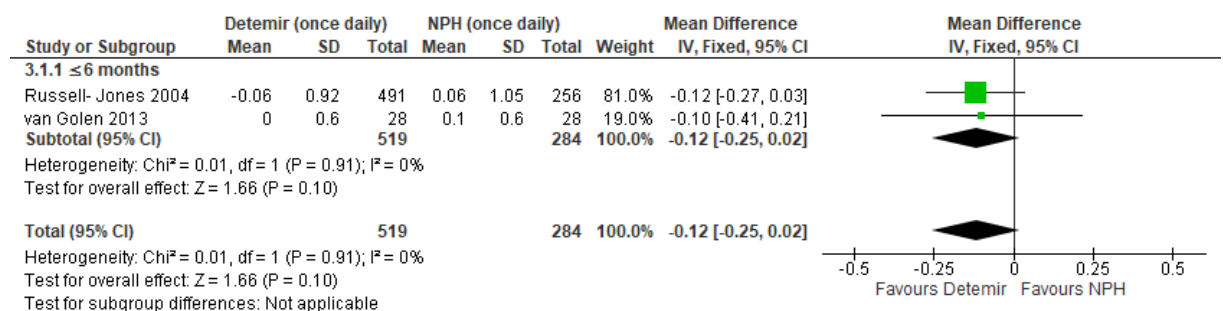 Detemir (once daily) NPH (once daily) Mean Difference Mean Difference
Study or Subgroup Mean SD Total Mean SD Total Weight IV, Fixed, 95% CI IV, Fixed, 95% CI
3.1.1 ≤6 months
Russell- Jones 2004 -0.06 0.92 491 0.06 1.05 256 81.0% -0.12 [-0.27, 0.03]
van Golen 2013 0 0.6 28 0.1 0.6 28 19.0% -0.10 [-0.41, 0.21]
Subtotal (95% CI) 519 284 100.0% -0.12 [-0.25, 0.02]
Heterogeneity: Chi² = 0.01, df = 1 (P = 0.91); I² = 0%
Test for overall effect: Z = 1.66 (P = 0.10)
Total (95% CI) 519 284 100.0% -0.12 [-0.25, 0.02]
Heterogeneity: Chi² = 0.01, df = 1 (P = 0.91); I² = 0%
Test for overall effect: Z = 1.66 (P = 0.10)
Test for subgroup differences: Not applicable
-0.5 -0.25 0 0.25 0.5
Favours Detemir Favours NPH